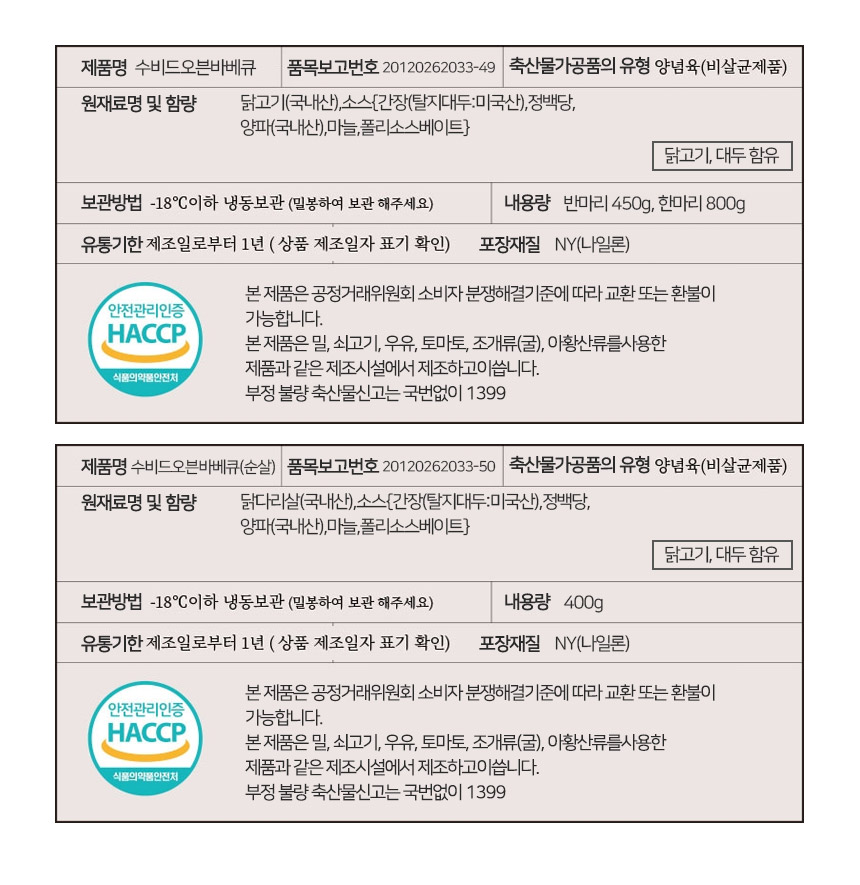 제품명 수비드오븐바베큐 품목보고번호 20120262033-49 축산물가공품의 유형 양념육(비살균제품)
원재료명 및 함량 닭고기(국내산),소스{간장(탈지대두:미국산),정백당,
양파(국내산),마늘,폴리소스베이트}
닭고기, 대두 함유
보관방법 -18℃이하 냉동보관 (밀봉하여 보관 해주세요) 내용량 반마리 450g, 한마리 800g
유통기한 제조일로부터 1년 ( 상품 제조일자 표기 확인) 포장재질 NY(나일론)
안전관리인증
HACCP
식품의약품안전처
본 제품은 공정거래위원회 소비자 분쟁해결기준에 따라 교환 또는 환불이
가능합니다.
본 제품은 밀, 쇠고기, 우유, 토마토, 조개류(굴), 아황산류를사용한
제품과 같은 제조시설에서 제조하고이씁니다.
부정 불량 축산물신고는 국번없이 1399
제품명 수비드오븐바베큐(순살) 품목보고번호 20120262033-50 축산물가공품의 유형 양념육(비살균제품)
원재료명 및 함량 닭다리살(국내산),소스{간장(탈지대두:미국산),정백당,
양파(국내산),마늘,폴리소스베이트}
닭고기, 대두 함유
보관방법 -18℃이하 냉동보관 (밀봉하여 보관 해주세요) 내용량 400g
유통기한 제조일로부터 1년 ( 상품 제조일자 표기 확인) 포장재질 NY(나일론)
안전관리인증
HACCP
식품의약품안전처
본 제품은 공정거래위원회 소비자 분쟁해결기준에 따라 교환 또는 환불이
가능합니다.
본 제품은 밀, 쇠고기, 우유, 토마토, 조개류(굴), 아황산류를사용한
제품과 같은 제조시설에서 제조하고이씁니다.
부정 불량 축산물신고는 국번없이 1399